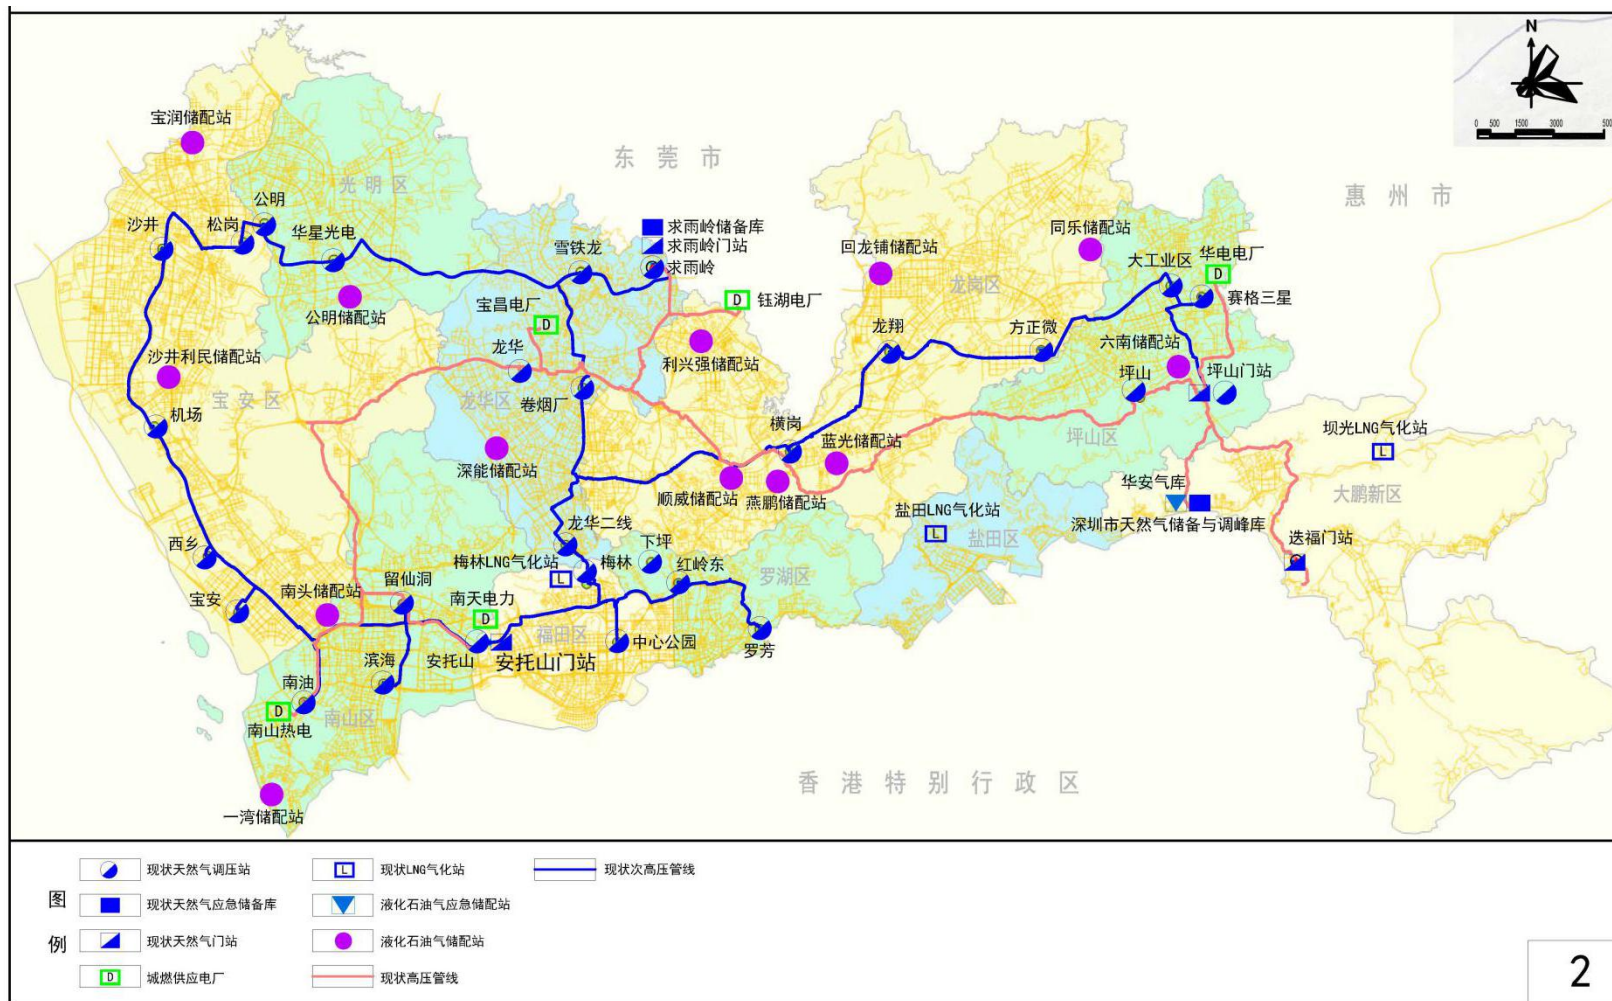 N
0 500 1500 3000 500
宝润储配站
东莞市
光明区
惠州市
公明
沙井
松岗
华星光电
雪铁龙
求雨岭储备库
求雨岭门站
求雨岭
回龙铺储配站
同乐储配站
华电电厂
大工业区
龙岗区
赛格三星
公明储配站
宝昌电厂
D
D
钰湖电厂
D
龙华
利兴强储配站
龙翔
方正微
六南储配站
沙井利民储配站
坪山
坪山门站
宝安区
龙华区
卷烟厂
机场
横岗
蓝光储配站
坪山区
坝光LNG气化站
L
深能储配站
顺威储配站
燕鹏储配站
华安气库
大鹏新区
深圳市天然气储备与调峰库
盐田LNG气化站
L
盐田区
龙华二线
西乡
梅林LNG气化站
L
梅林
下坪
红岭东
罗湖区
迭福门站
南头储配站
留仙洞
宝安
南天电力
D
福田区
中心公园
罗芳
安托山
安托山门站
滨海
南油
D
南山热电
南山区
一湾储配站
香港特别行政区
图例
现状天然气调压站
L
现状LNG气化站
现状次高压管线
现状天然气应急储备库
液化石油气应急储配站
现状天然气门站
液化石油气储配站
D
城燃供应电厂
现状高压管线
2